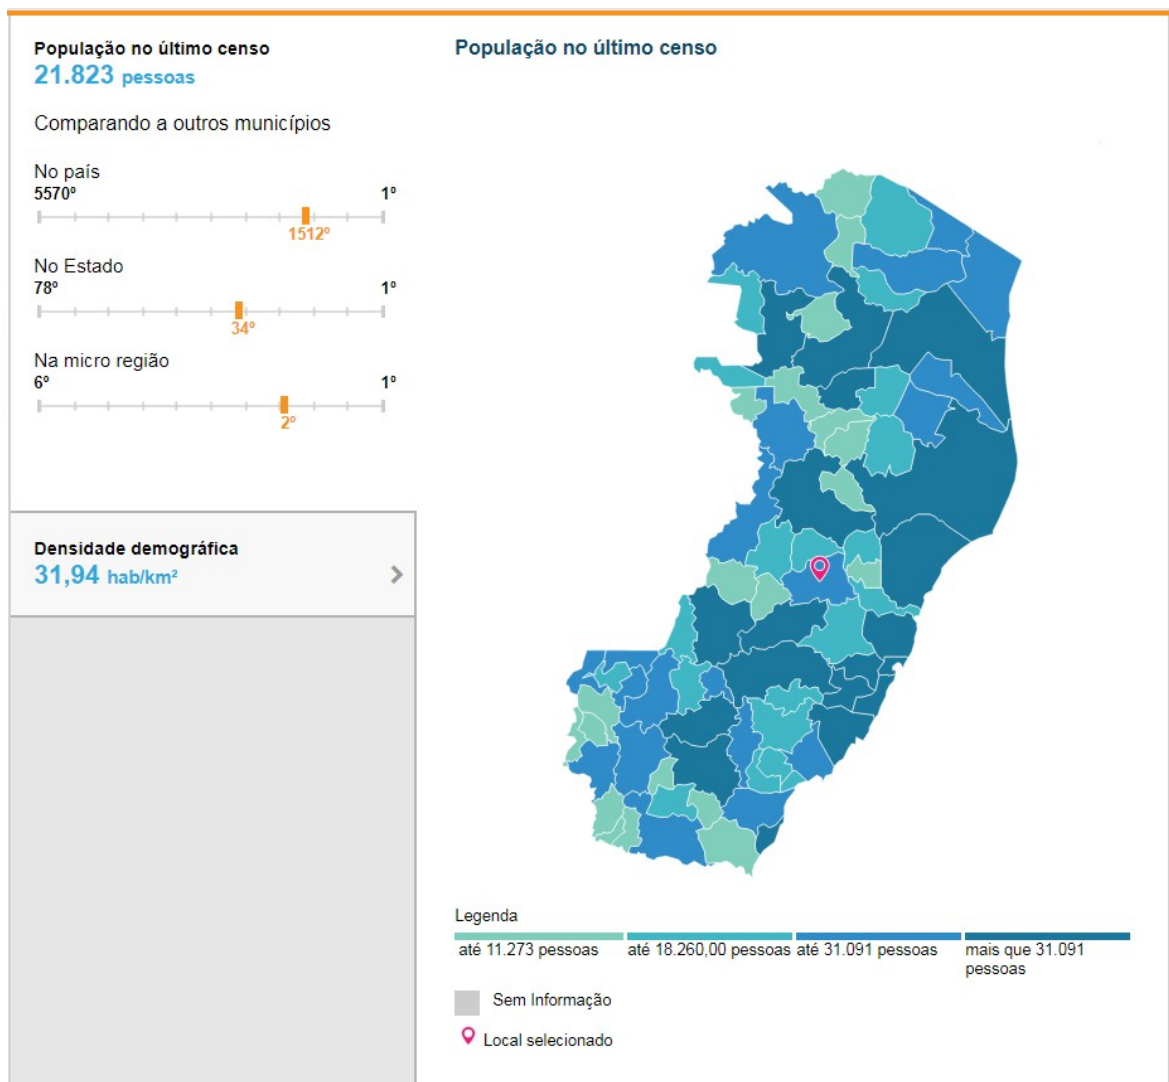 População no último censo
21.823 pessoas
Comparando a outros municípios
No país
5570º 1º
1512º
No Estado
78º 1º
34º
Na micro região
6º 1º
2º
Densidade demográfica
31,94 hab/km²
População no último censo
Legenda
até 11.273 pessoas
até 18.260,00 pessoas
até 31.091 pessoas
mais que 31.091
pessoas
Sem Informação
Local selecionado